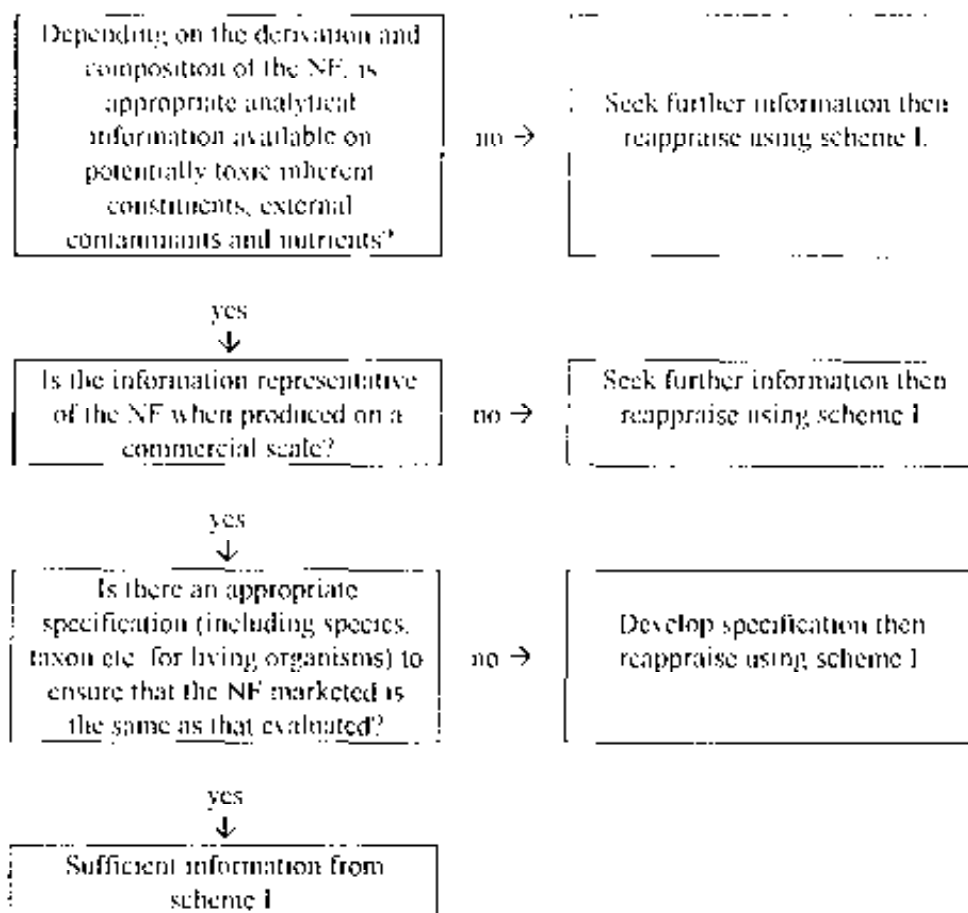 Depending on the derivation and
composition of the NF, is
appropriate analytical
information available on
potentially toxic inherent
constituents, external
contaminants and nutrients?
no →
Seek further information then
reappraise using scheme I.
yes
↓
Is the information representative
of the NF when produced on a
commercial scale?
no →
Seek further information then
reappraise using scheme I
yes
↓
Is there an appropriate
specification (including species,
taxon etc. for living organisms) to
ensure that the NF marketed is
the same as that evaluated?
no →
Develop specification then
reappraise using scheme I
yes
↓
Sufficient information from
scheme I